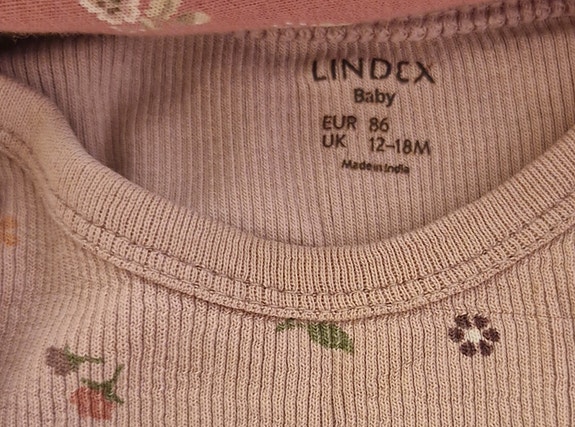 LINDEX
Baby
EUR 86
UK 12-18M
Made in India